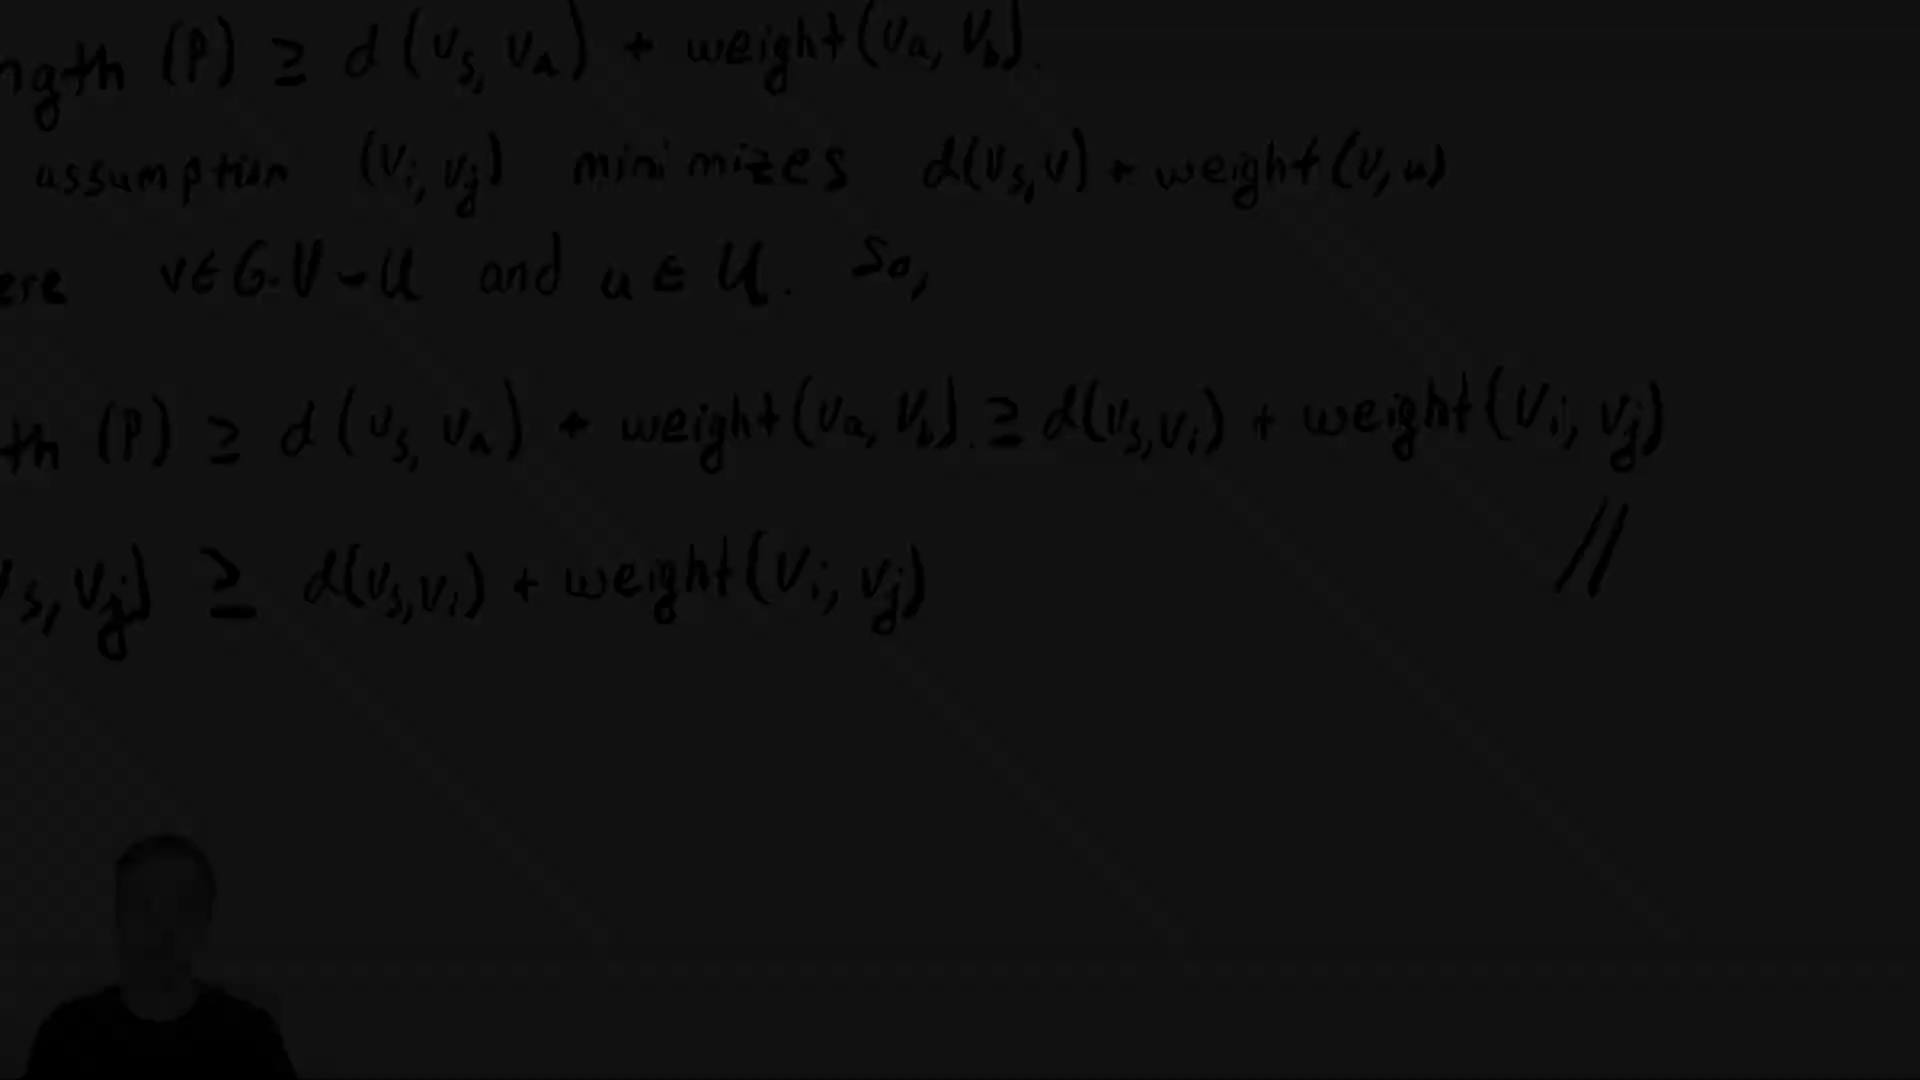 ngth (P) ≥ d(vs, va) + weight(va, vb).
assumption (vi, vj) minimizes d(vs, v) + weight(v, u)
ere v ∈ G.V - U and u ∈ U. So,
th (P) ≥ d(vs, va) + weight(va, vb). ≥ d(vs, vi) + weight(vi, vj)
//
vs, vj) ≥ d(vs, vi) + weight(vi, vj)